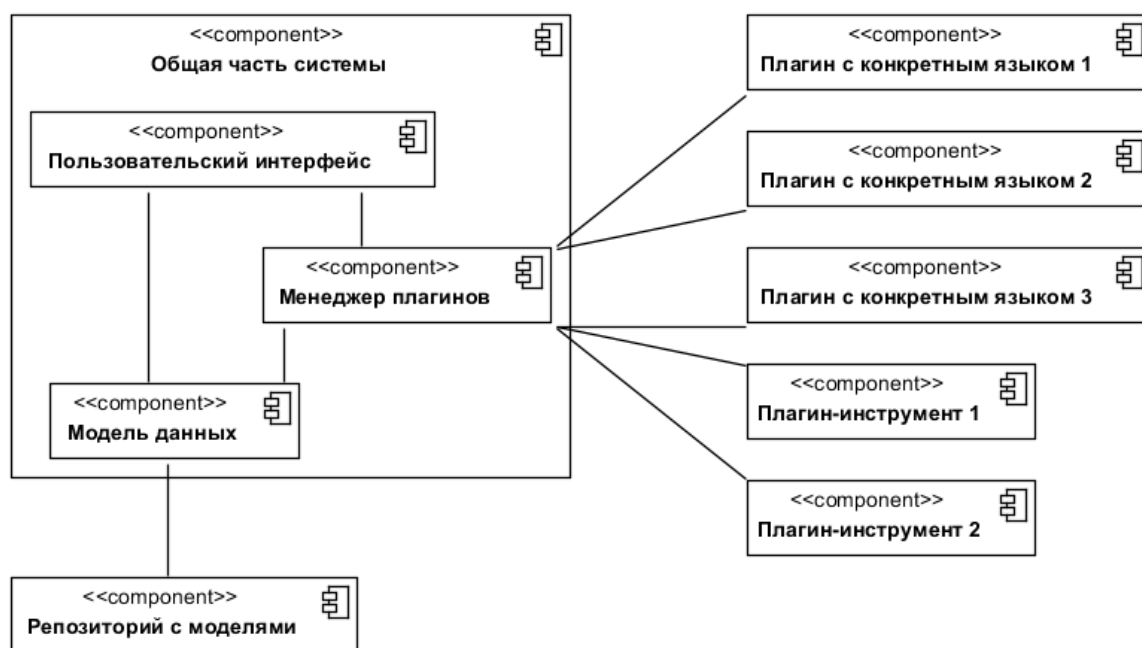 <<component>>
Общая часть системы
<<component>>
Пользовательский интерфейс
<<component>>
Менеджер плагинов
<<component>>
Модель данных
<<component>>
Репозиторий с моделями
<<component>>
Плагин с конкретным языком 1
<<component>>
Плагин с конкретным языком 2
<<component>>
Плагин с конкретным языком 3
<<component>>
Плагин-инструмент 1
<<component>>
Плагин-инструмент 2